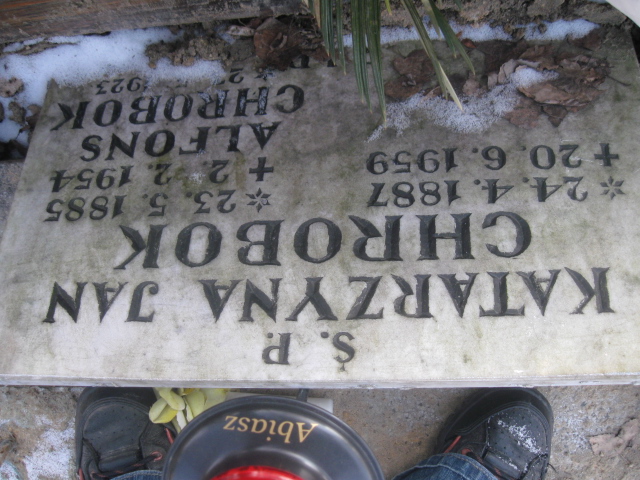 S. P.
KATARZYNA JAN
CHROBOK
* 24. 4. 1887 * 23. 5. 1885
+ 20. 6. 1959 + 2. 2. 1954
ALFONS
CHROBOK
Abiasz